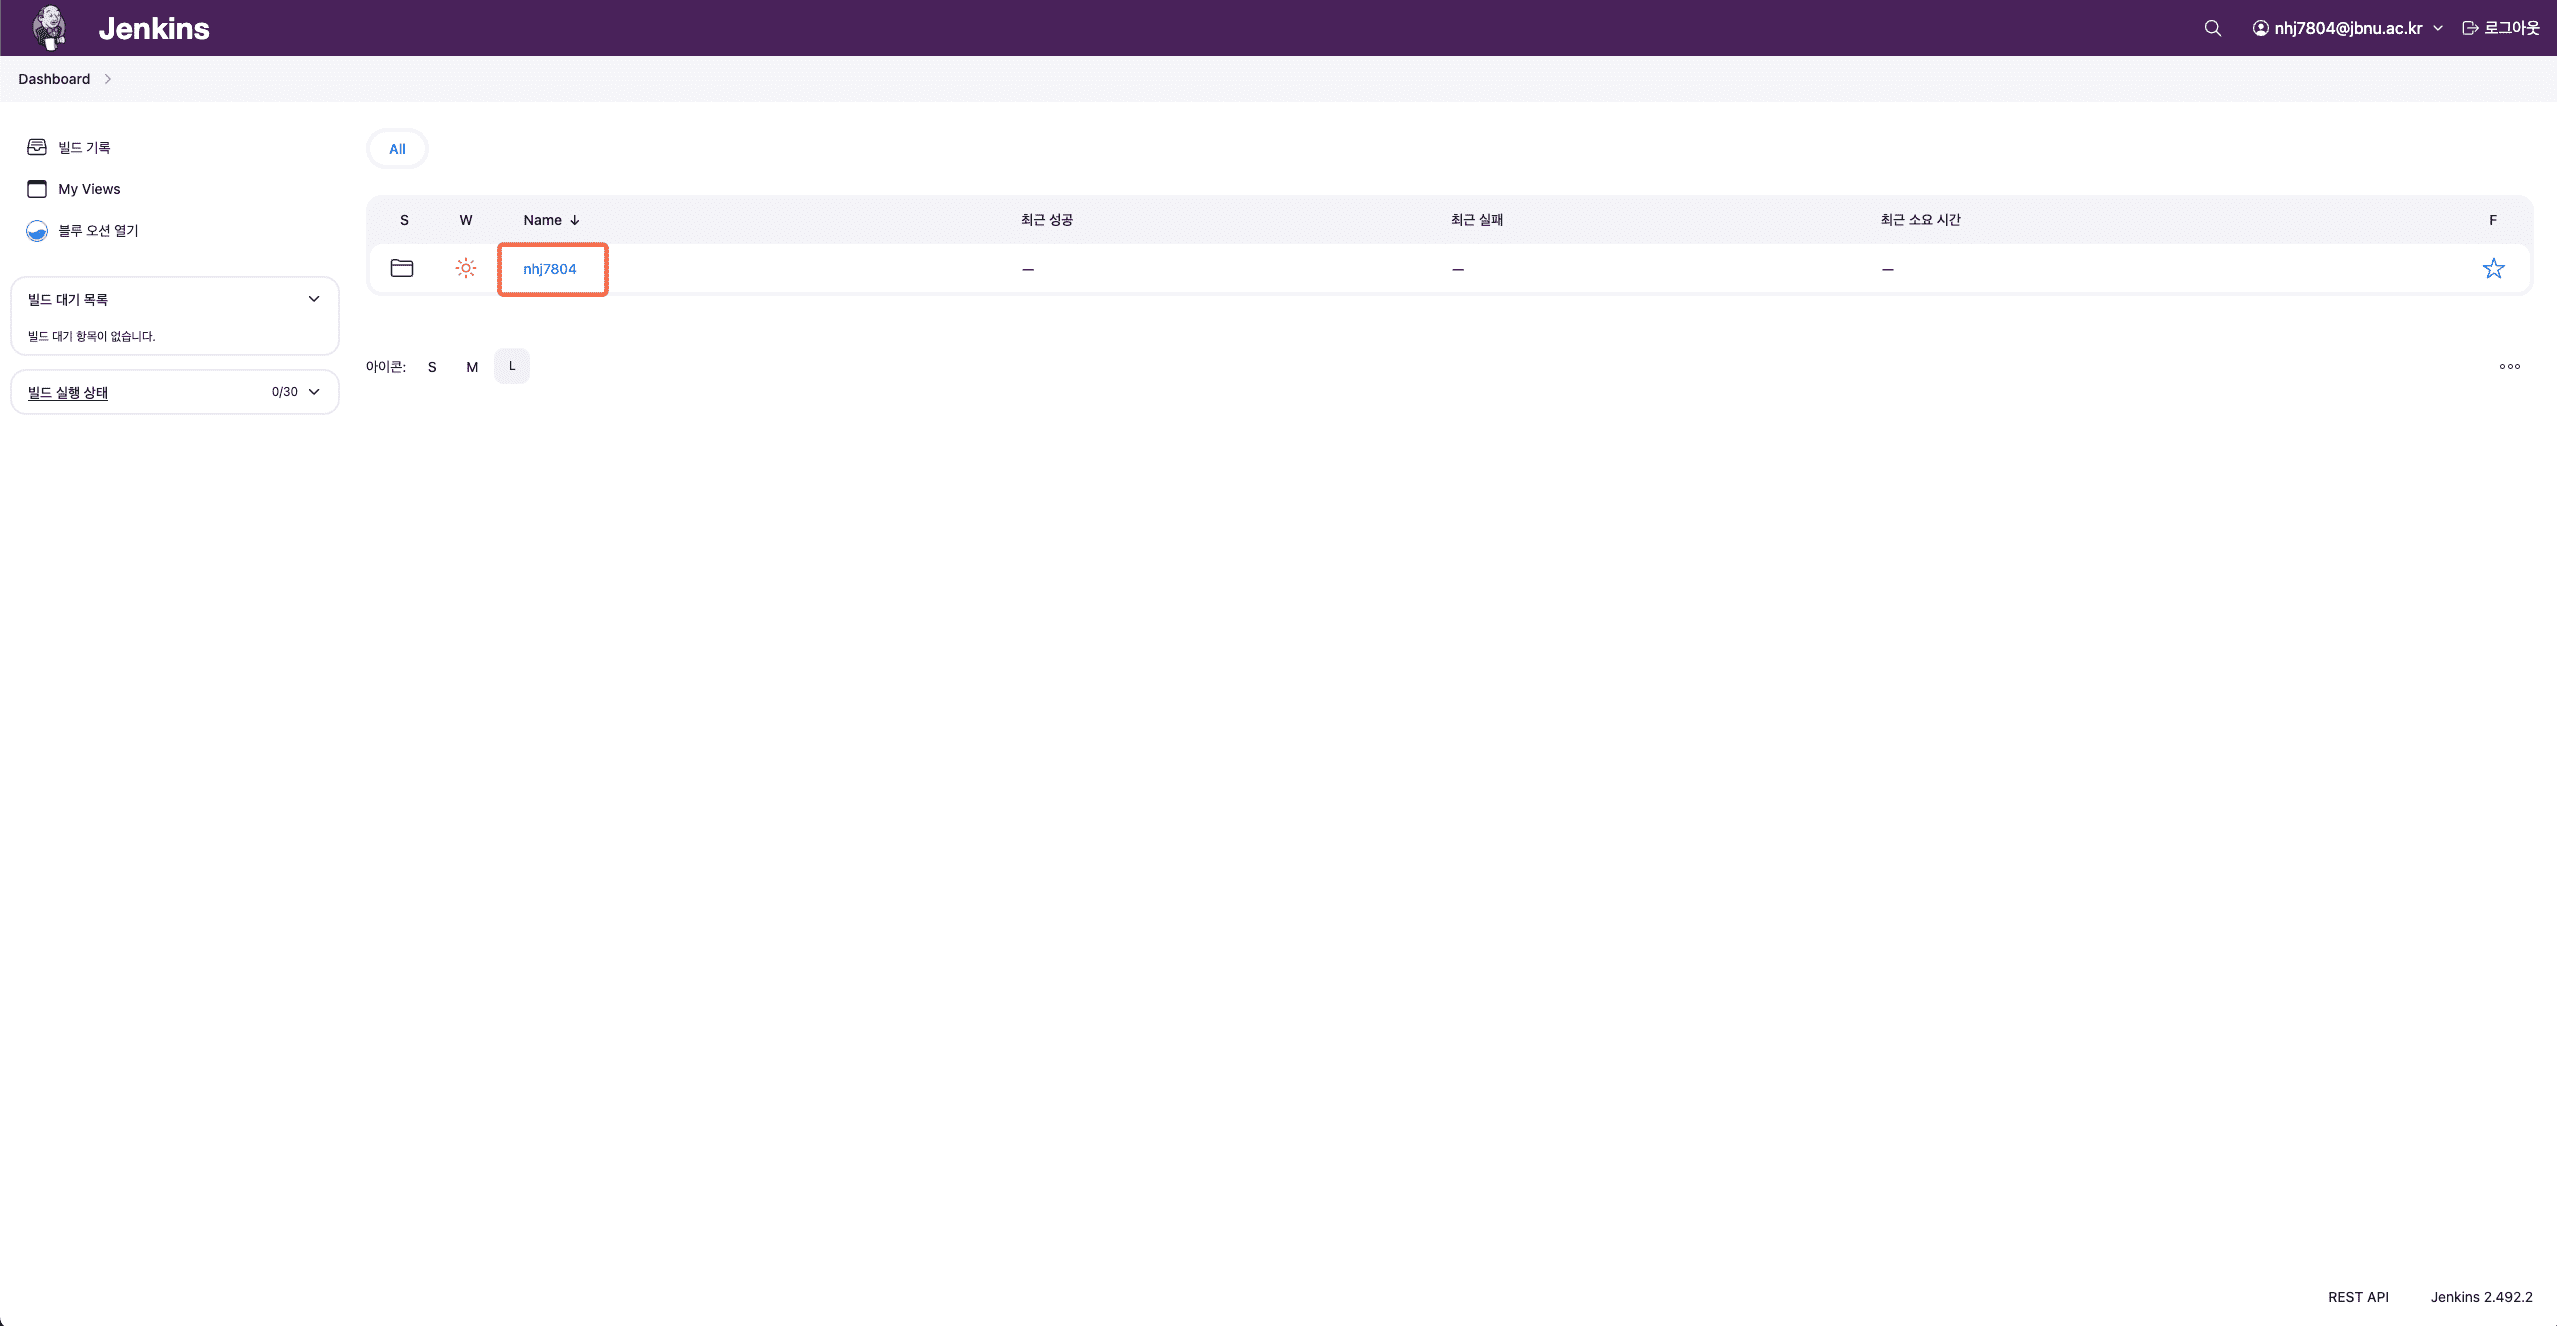 Jenkins
nhj7804@jbnu.ac.kr 로그아웃
Dashboard
빌드 기록
My Views
블루 오션 열기
빌드 대기 목록
빌드 대기 항목이 없습니다.
빌드 실행 상태 0/30
All
S W Name ↓ 최근 성공 최근 실패 최근 소요 시간 F
nhj7804 — — —
아이콘: S M L
REST API Jenkins 2.492.2